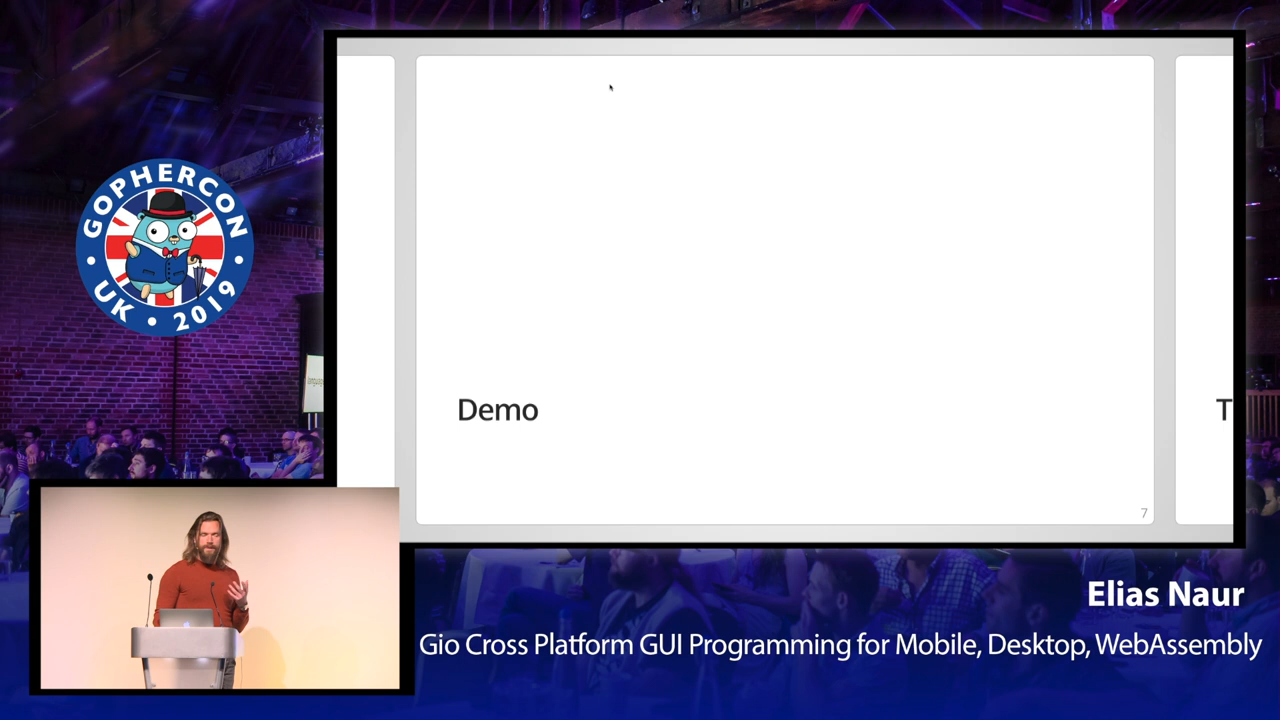 GOPHERCON
UK • 2019
Demo
T
7
Elias Naur
Gio Cross Platform GUI Programming for Mobile, Desktop, WebAssembly